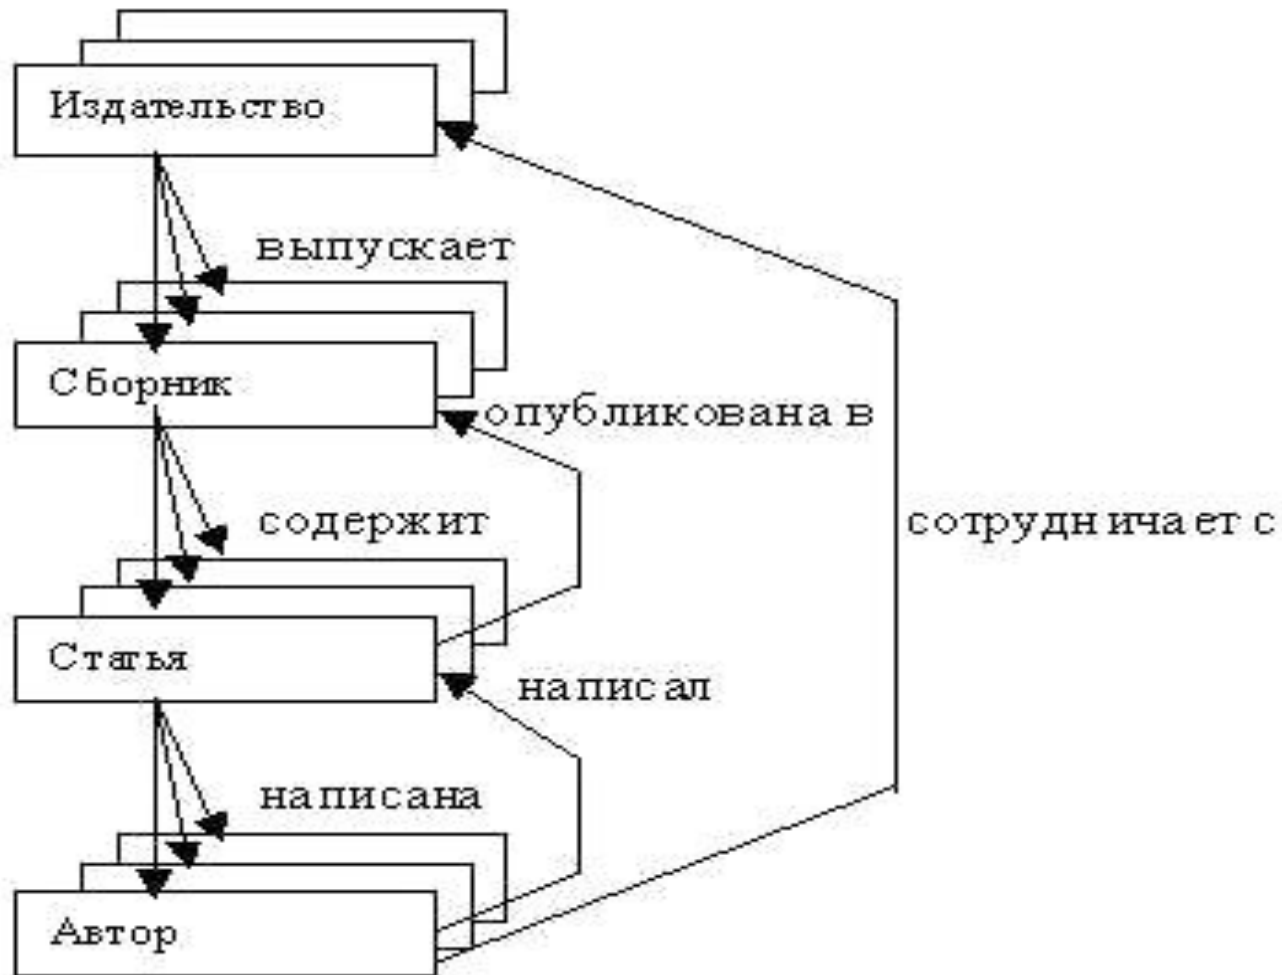 Издательство
выпускает
Сборник
опубликована в
содержит
сотрудничает с
Статья
написал
написана
Автор